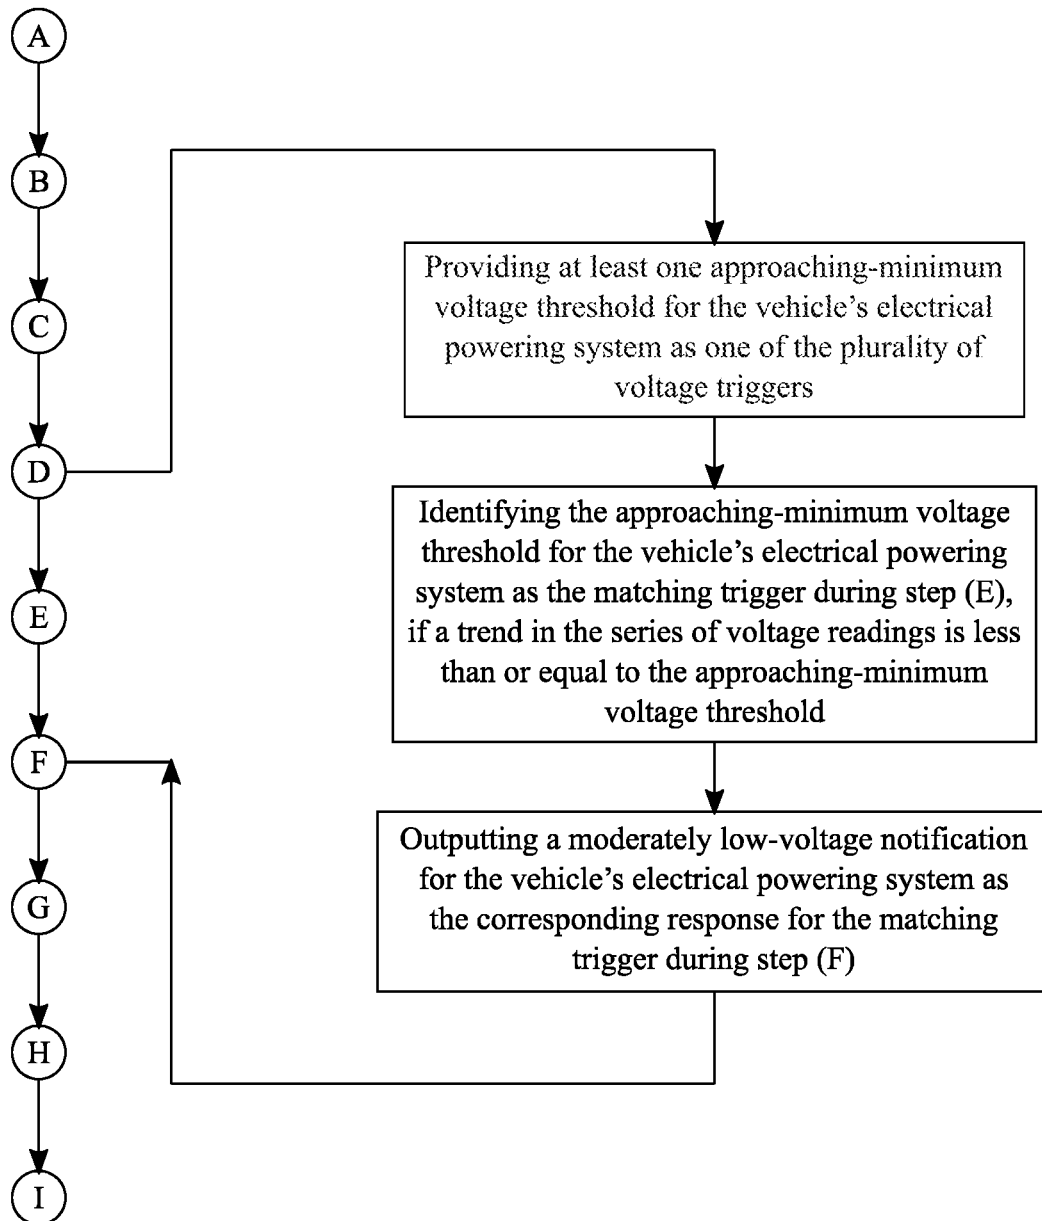 A
B
C
D
E
F
G
H
I
Providing at least one approaching-minimum
voltage threshold for the vehicle’s electrical
powering system as one of the plurality of
voltage triggers
Identifying the approaching-minimum voltage
threshold for the vehicle’s electrical powering
system as the matching trigger during step (E),
if a trend in the series of voltage readings is less
than or equal to the approaching-minimum
voltage threshold
Outputting a moderately low-voltage notification
for the vehicle’s electrical powering system as
the corresponding response for the matching
trigger during step (F)